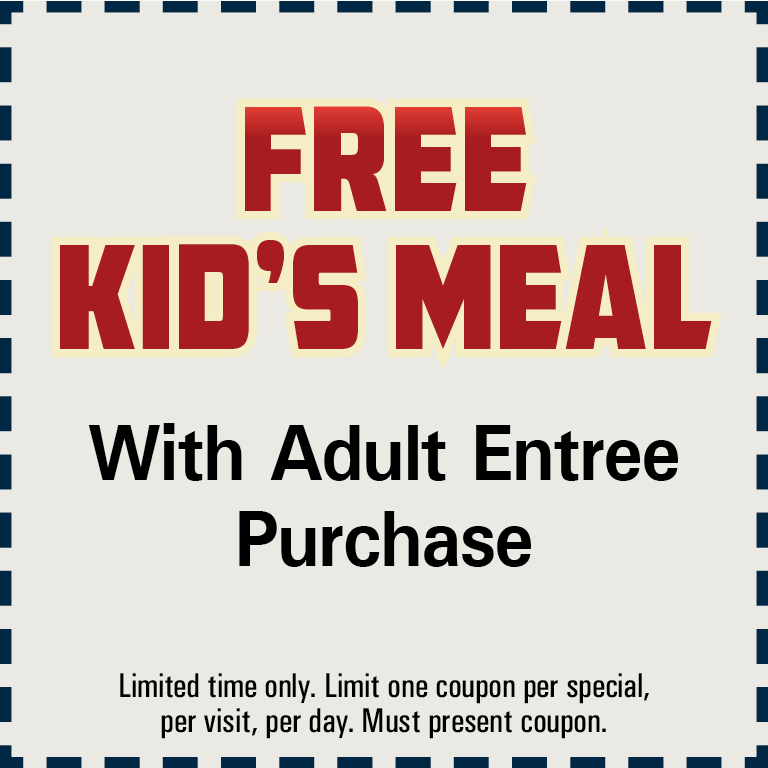 FREE
KID'S MEAL
With Adult Entree
Purchase
Limited time only. Limit one coupon per special,
per visit, per day. Must present coupon.